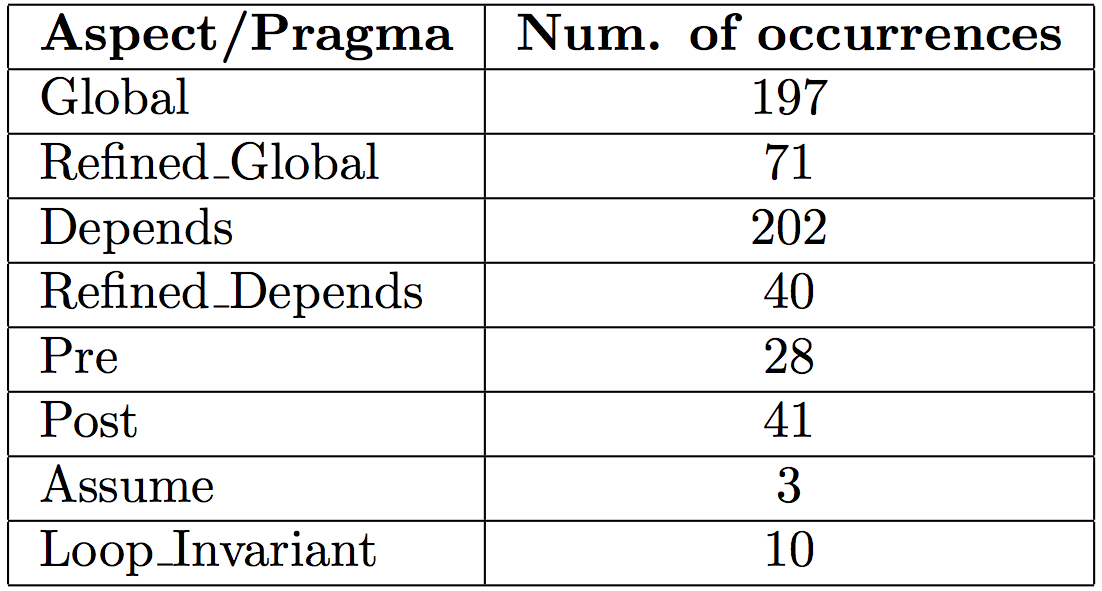 Aspect/Pragma Num. of occurrences
Global 197
Refined_Global 71
Depends 202
Refined_Depends 40
Pre 28
Post 41
Assume 3
Loop_Invariant 10